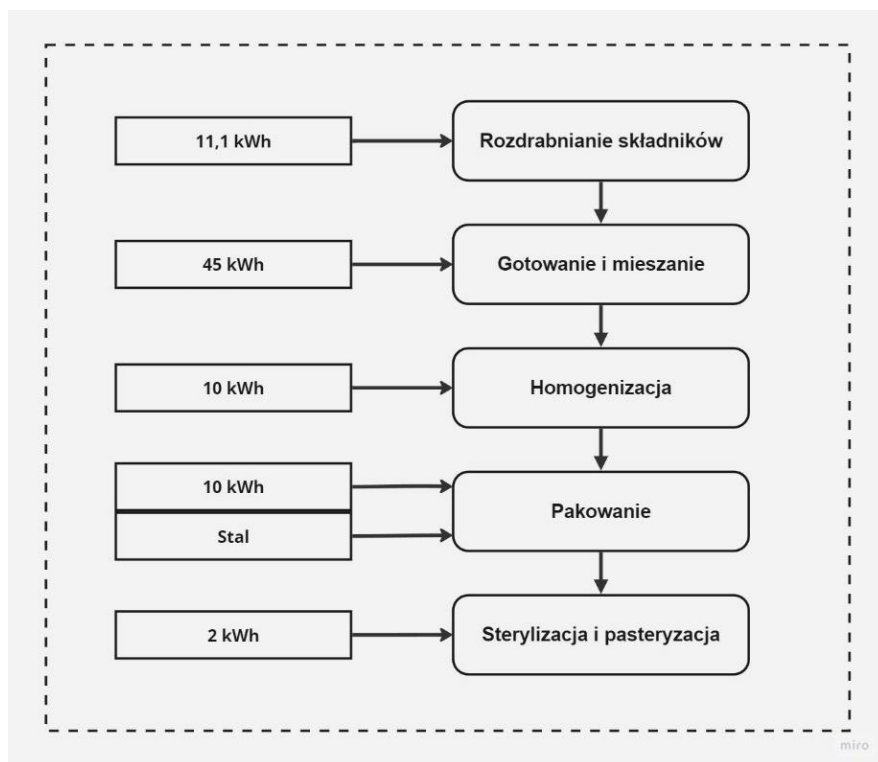 11,1 kWh
Rozdrabnianie składników
45 kWh
Gotowanie i mieszanie
10 kWh
Homogenizacja
10 kWh
Stal
Pakowanie
2 kWh
Sterylizacja i pasteryzacja
miro